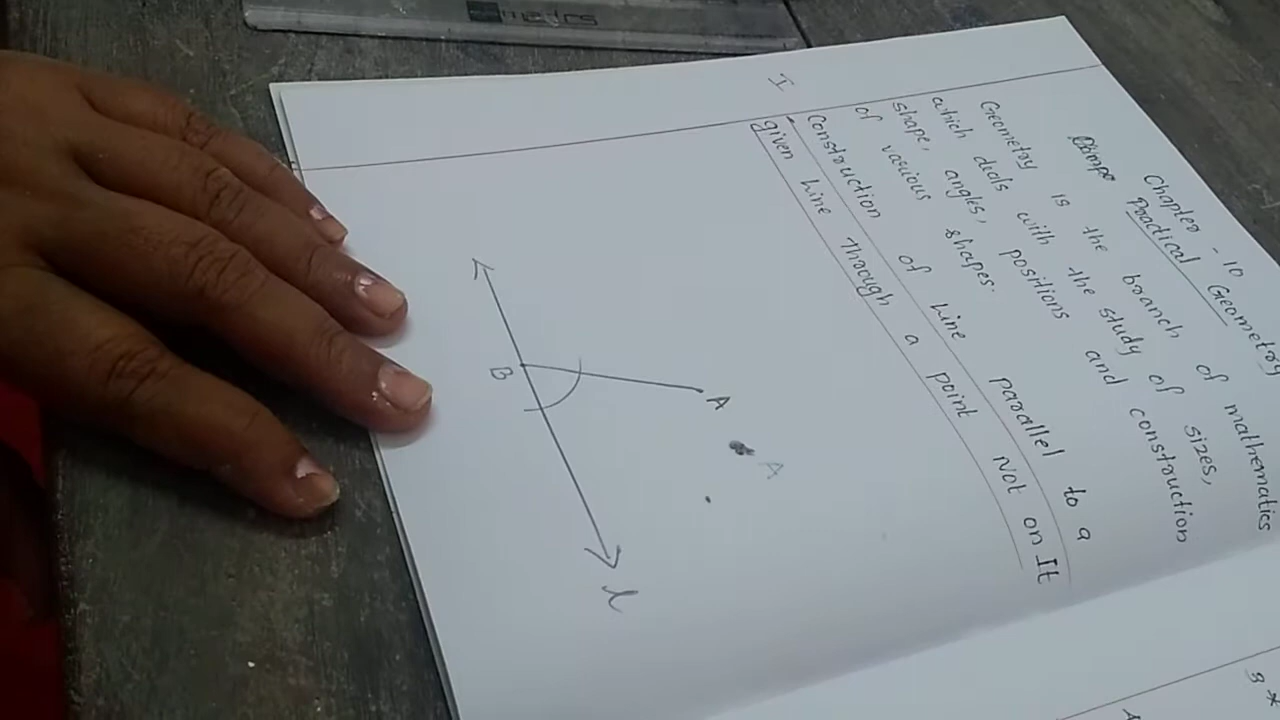 Chapter - 10
Practical Geometry
Geometry is the branch of mathematics
which deals with the study of sizes,
shape, angles, positions and construction
of various shapes.
I
Construction of Line parallel to a
given Line through a point Not on It
A
A
B
l